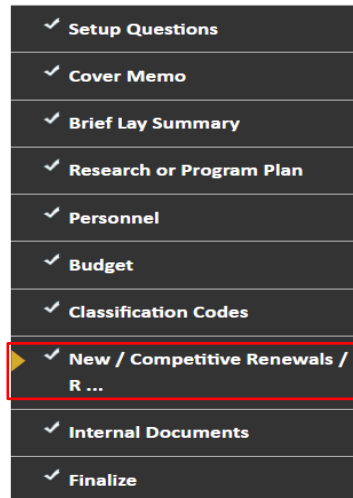 Setup Questions
Cover Memo
Brief Lay Summary
Research or Program Plan
Personnel
Budget
Classification Codes
New / Competitive Renewals /
R ...
Internal Documents
Finalize